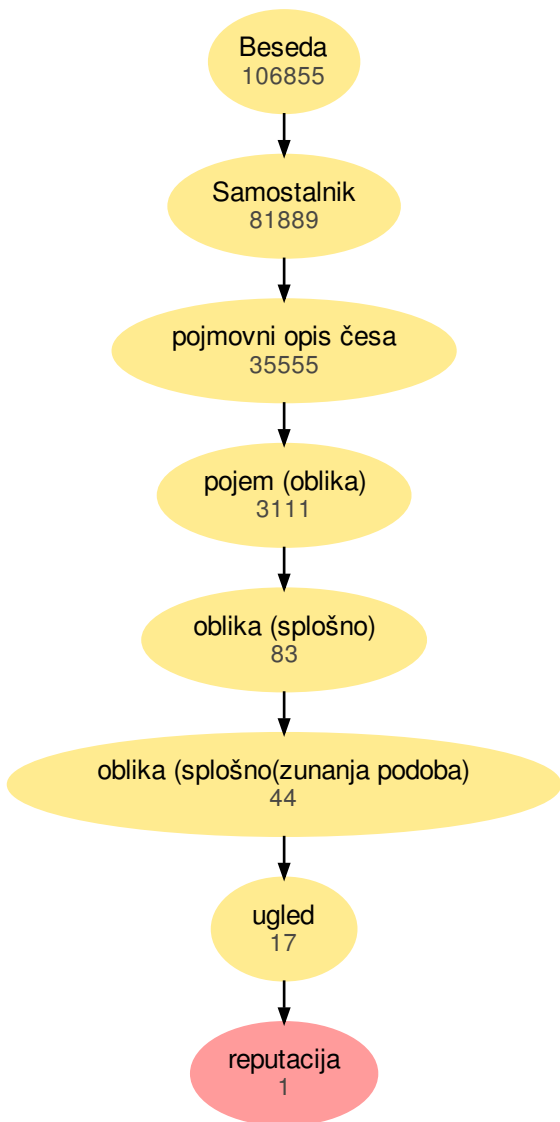 Beseda
106855
Samostalnik
81889
pojmovni opis česa
35555
pojem (oblika)
3111
oblika (splošno)
83
oblika (splošno(zunanja podoba)
44
ugled
17
reputacija
1